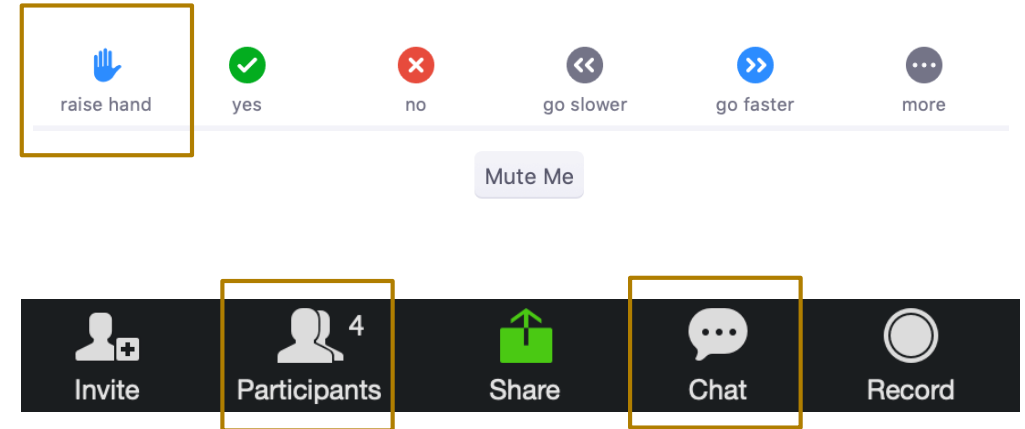 raise hand yes no go slower go faster more
Mute Me
4
Invite Participants Share Chat Record